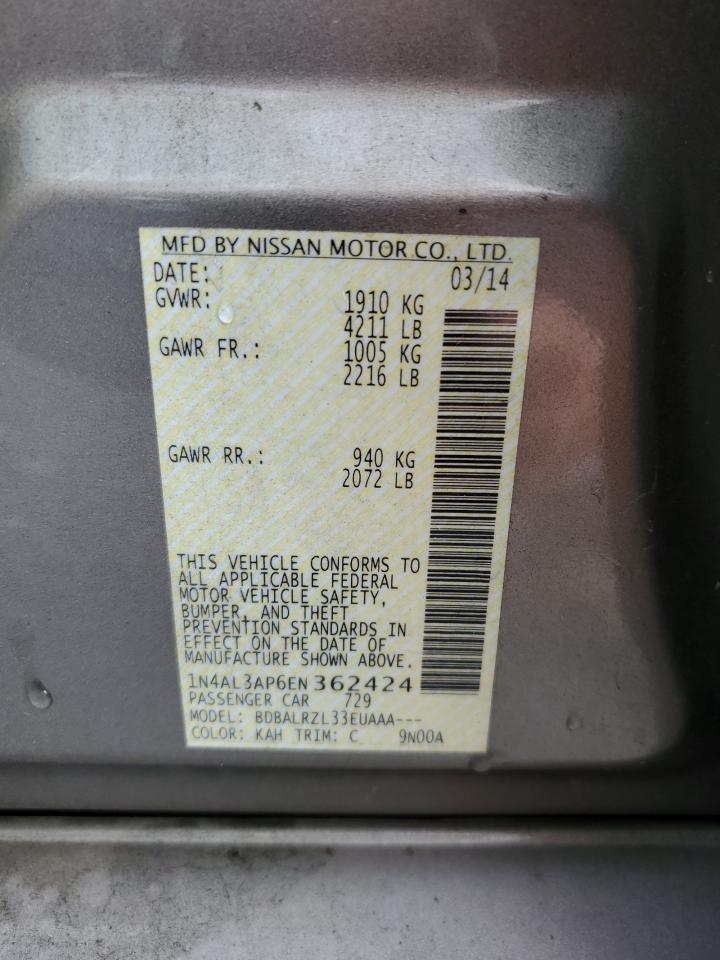 MFD BY NISSAN MOTOR CO., LTD.
DATE: 03/14
GVWR: 1910 KG
4211 LB
GAWR FR.: 1005 KG
2216 LB
GAWR RR.: 940 KG
2072 LB
THIS VEHICLE CONFORMS TO
ALL APPLICABLE FEDERAL
MOTOR VEHICLE SAFETY,
BUMPER, AND THEFT
PREVENTION STANDARDS IN
EFFECT ON THE DATE OF
MANUFACTURE SHOWN ABOVE.
1N4AL3AP6EN362424
PASSENGER CAR 729
MODEL: BDBALRZL33EUAAA---
COLOR: KAH TRIM: C 9N00A